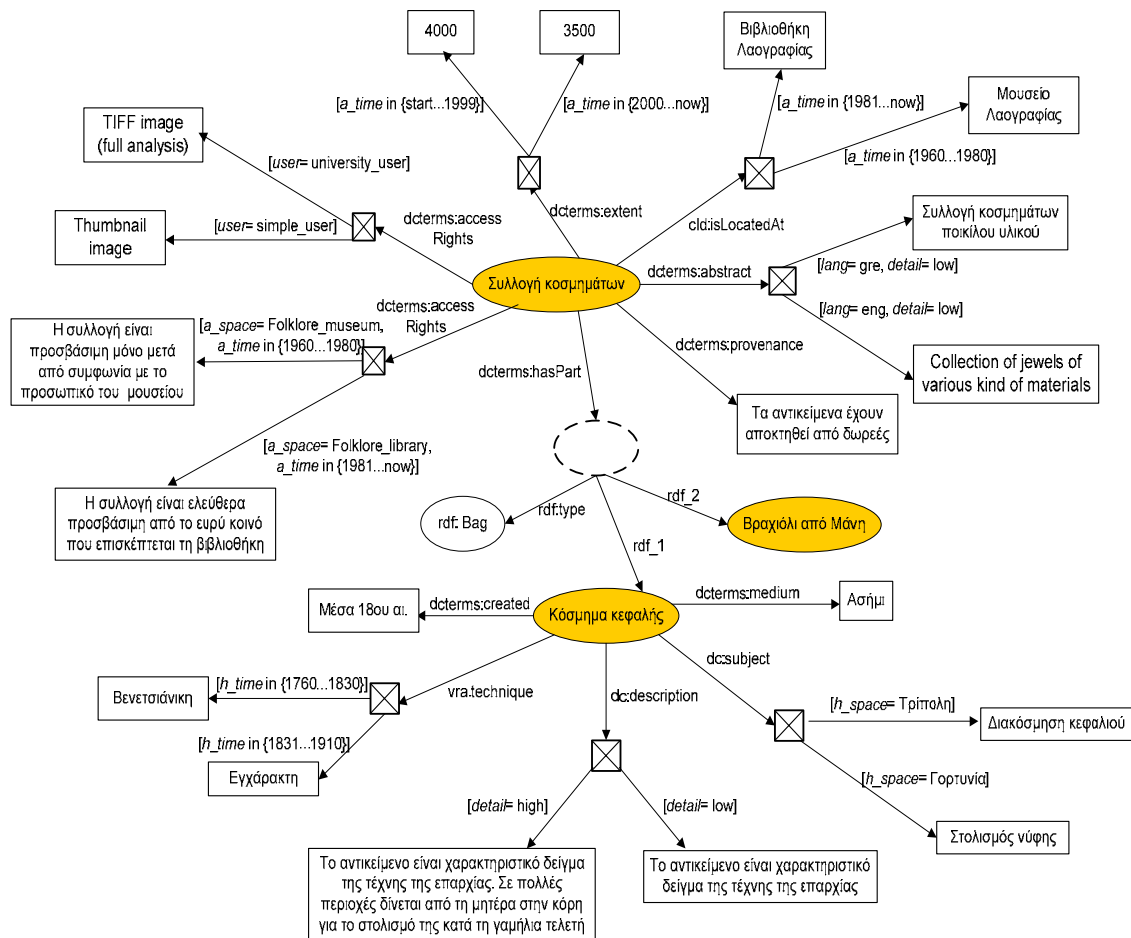 4000
3500
Βιβλιοθήκη
Λαογραφίας
[a_time in {start...1999}]
[a_time in {2000...now}]
[a_time in {1981...now}]
Μουσείο
Λαογραφίας
TIFF image
(full analysis)
[user= university_user]
[a_time in {1960...1980}]
dcterms:access
Rights
dcterms:extent
cld:isLocatedAt
Thumbnail
image
[user= simple_user]
Συλλογή κοσμημάτων
ποικίλου υλικού
Συλλογή κοσμημάτων
dcterms:abstract
[lang= gre, detail= low]
[lang= eng, detail= low]
dcterms:access
Rights
Η συλλογή είναι
προσβάσιμη μόνο μετά
από συμφωνία με το
προσωπικό του μουσείου
[a_space= Folklore_museum,
a_time in {1960...1980}]
dcterms:hasPart
dcterms:provenance
Collection of jewels of
various kind of materials
Τα αντικείμενα έχουν
αποκτηθεί από δωρεές
[a_space= Folklore_library,
a_time in {1981...now}]
Η συλλογή είναι ελεύθερα
προσβάσιμη από το ευρύ κοινό
που επισκέπτεται τη βιβλιοθήκη
rdf: Bag
rdf:type
rdf_2
Βραχιόλι από Μάνη
rdf_1
Μέσα 18ου αι.
dcterms:created
Κόσμημα κεφαλής
dcterms:medium
Ασήμι
Βενετσιάνικη
[h_time in {1760...1830}]
vra:technique
dc:description
dc:subject
[h_space= Τρίπολη]
Διακόσμηση κεφαλιού
[h_time in {1831...1910}]
Εγχάρακτη
[h_space= Γορτυνία]
Στολισμός νύφης
[detail= high]
[detail= low]
Το αντικείμενο είναι χαρακτηριστικό δείγμα
της τέχνης της επαρχίας. Σε πολλές
περιοχές δίνεται από τη μητέρα στην κόρη
για το στολισμό της κατά τη γαμήλια τελετή
Το αντικείμενο είναι χαρακτηριστικό
δείγμα της τέχνης της επαρχίας